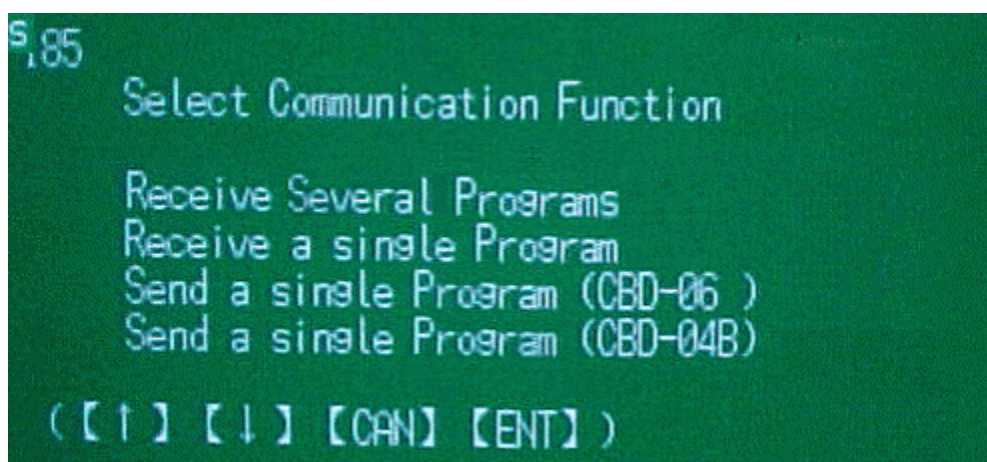 S.85
Select Communication Function
Receive Several Programs
Receive a single Program
Send a single Program (CBD-06 )
Send a single Program (CBD-04B)
(【↑】【↓】【CAN】【ENT】)